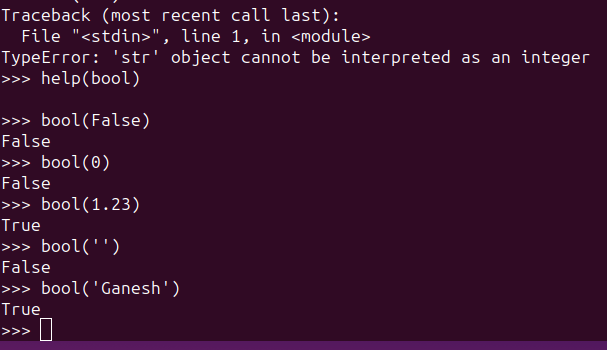 Traceback (most recent call last):
  File "<stdin>", line 1, in <module>
TypeError: 'str' object cannot be interpreted as an integer
>>> help(bool)

>>> bool(False)
False
>>> bool(0)
False
>>> bool(1.23)
True
>>> bool('')
False
>>> bool('Ganesh')
True
>>>